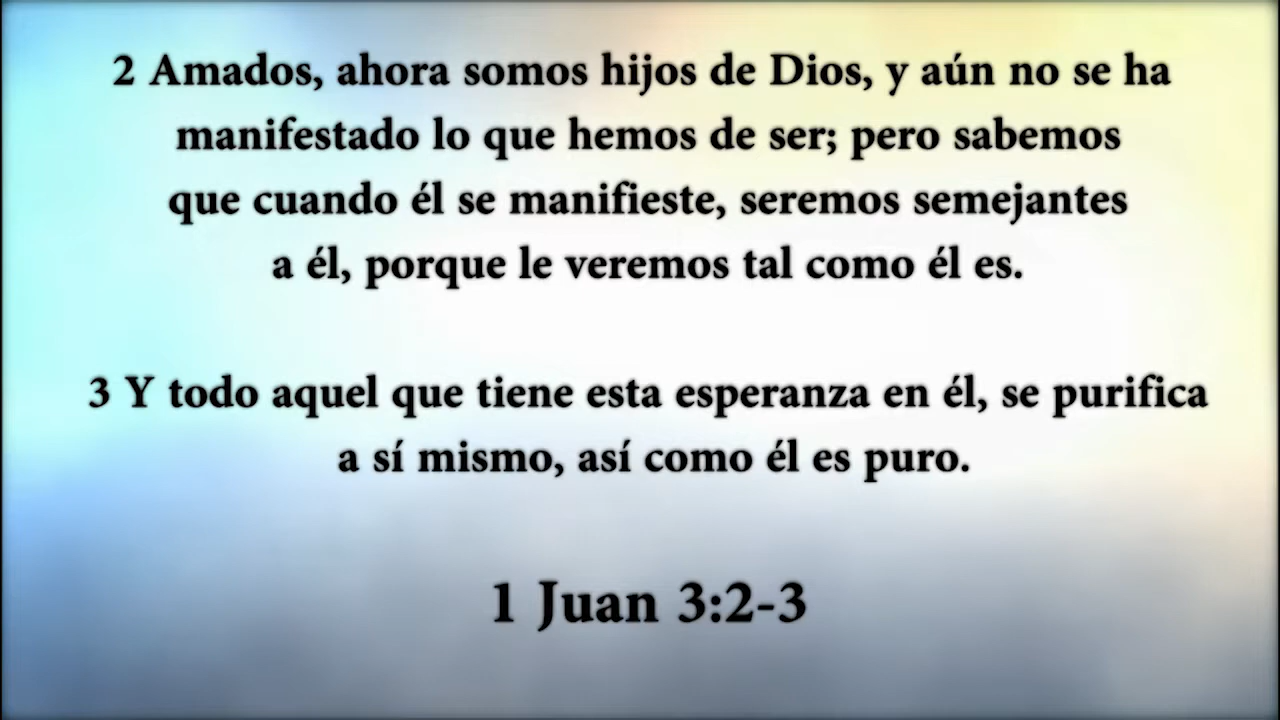 2 Amados, ahora somos hijos de Dios, y aún no se ha
manifestado lo que hemos de ser; pero sabemos
que cuando él se manifieste, seremos semejantes
a él, porque le veremos tal como él es.
3 Y todo aquel que tiene esta esperanza en él, se purifica
a sí mismo, así como él es puro.
1 Juan 3:2-3